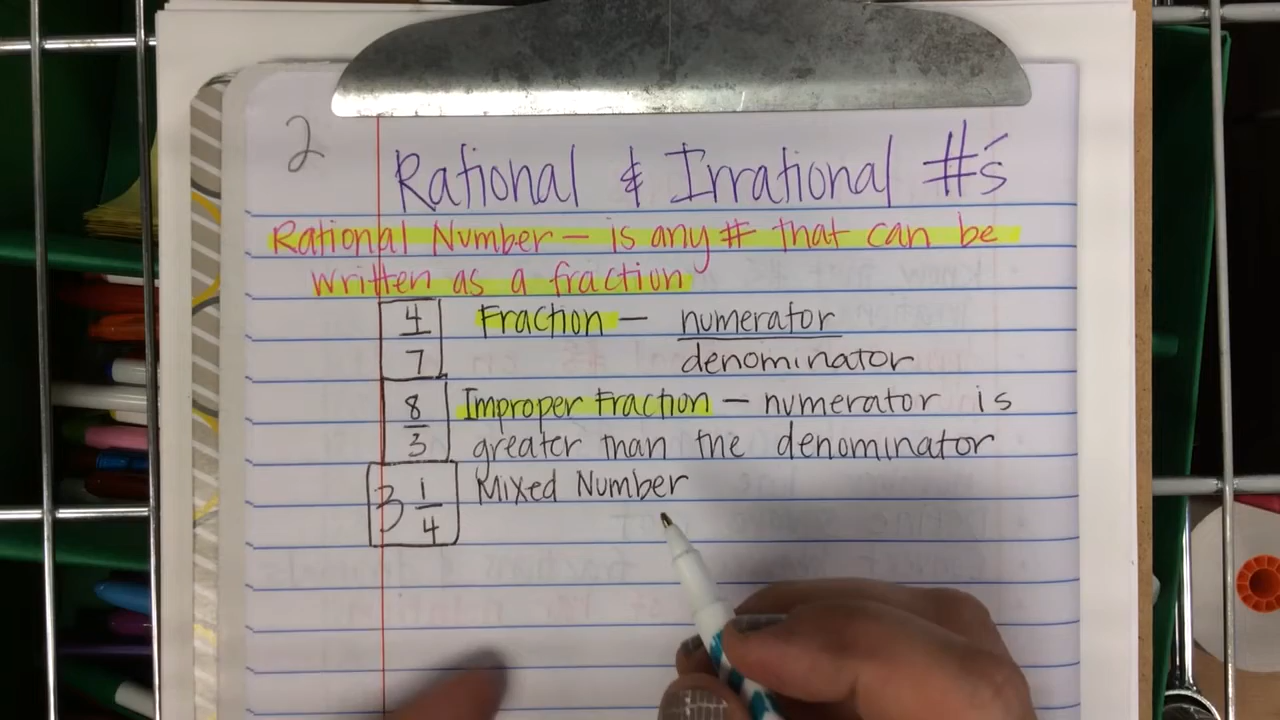 2
Rational & Irrational #'s
Rational Number — is any # that can be
written as a fraction
4/7 Fraction — numerator
denominator
8/3 Improper Fraction — numerator is
greater than the denominator
3 1/4 Mixed Number